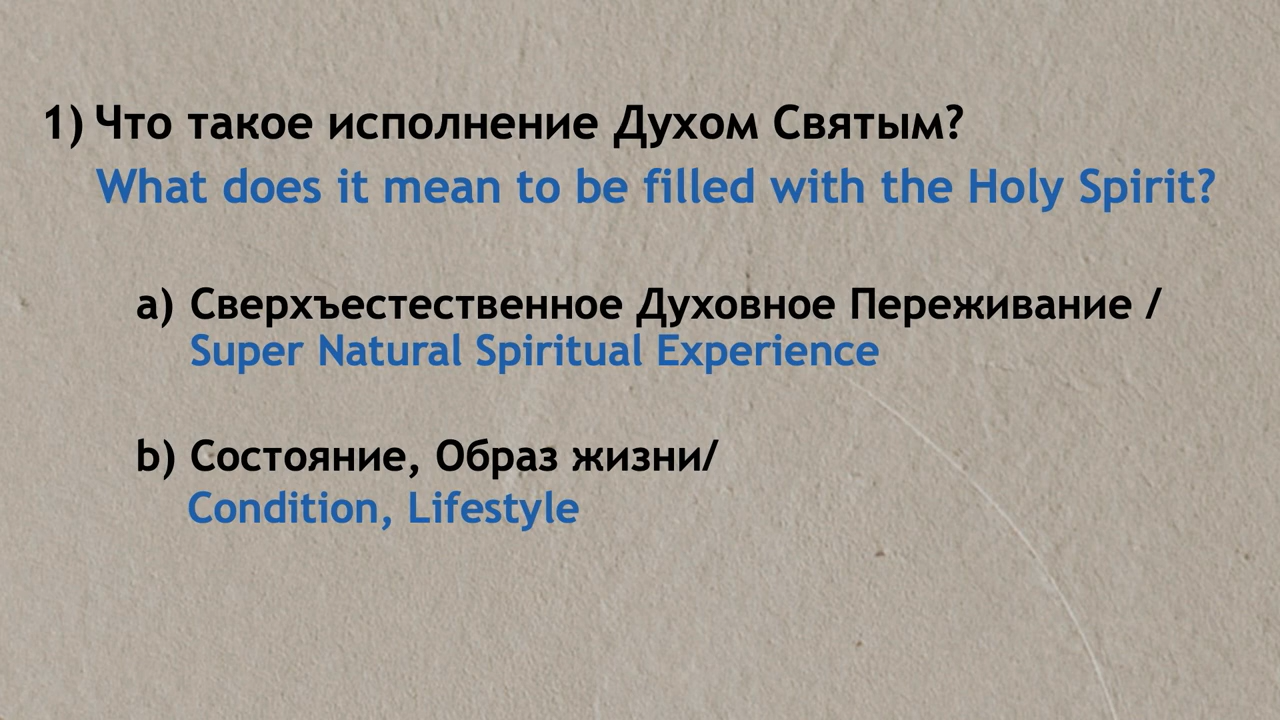 1) Что такое исполнение Духом Святым?
What does it mean to be filled with the Holy Spirit?
a) Сверхъестественное Духовное Переживание /
Super Natural Spiritual Experience
b) Состояние, Образ жизни/
Condition, Lifestyle